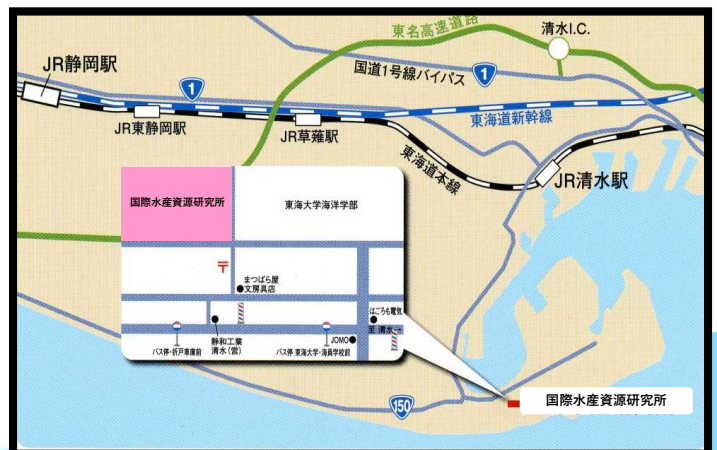 東名高速道路
清水I.C.
国道1号線バイパス
1
JR静岡駅
1
JR東静岡駅
JR草薙駅
東海道新幹線
東海道本線
JR清水駅
国際水産資源研究所
東海大学海洋学部
〒
まつばら屋
文房具店
はごろも電気
至 清水→
静和工業
清水(営)
JOMO
バス停・折戸車庫前
バス停 東海大学・海員学校前
150
国際水産資源研究所